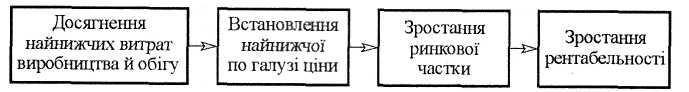 Досягнення
найнижчих витрат
виробництва й обігу
Встановлення
найнижчої
по галузі ціни
Зростання
ринкової
частки
Зростання
рентабельності